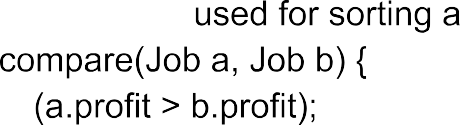 used for sorting a
compare(Job a, Job b) {
(a.profit > b.profit);